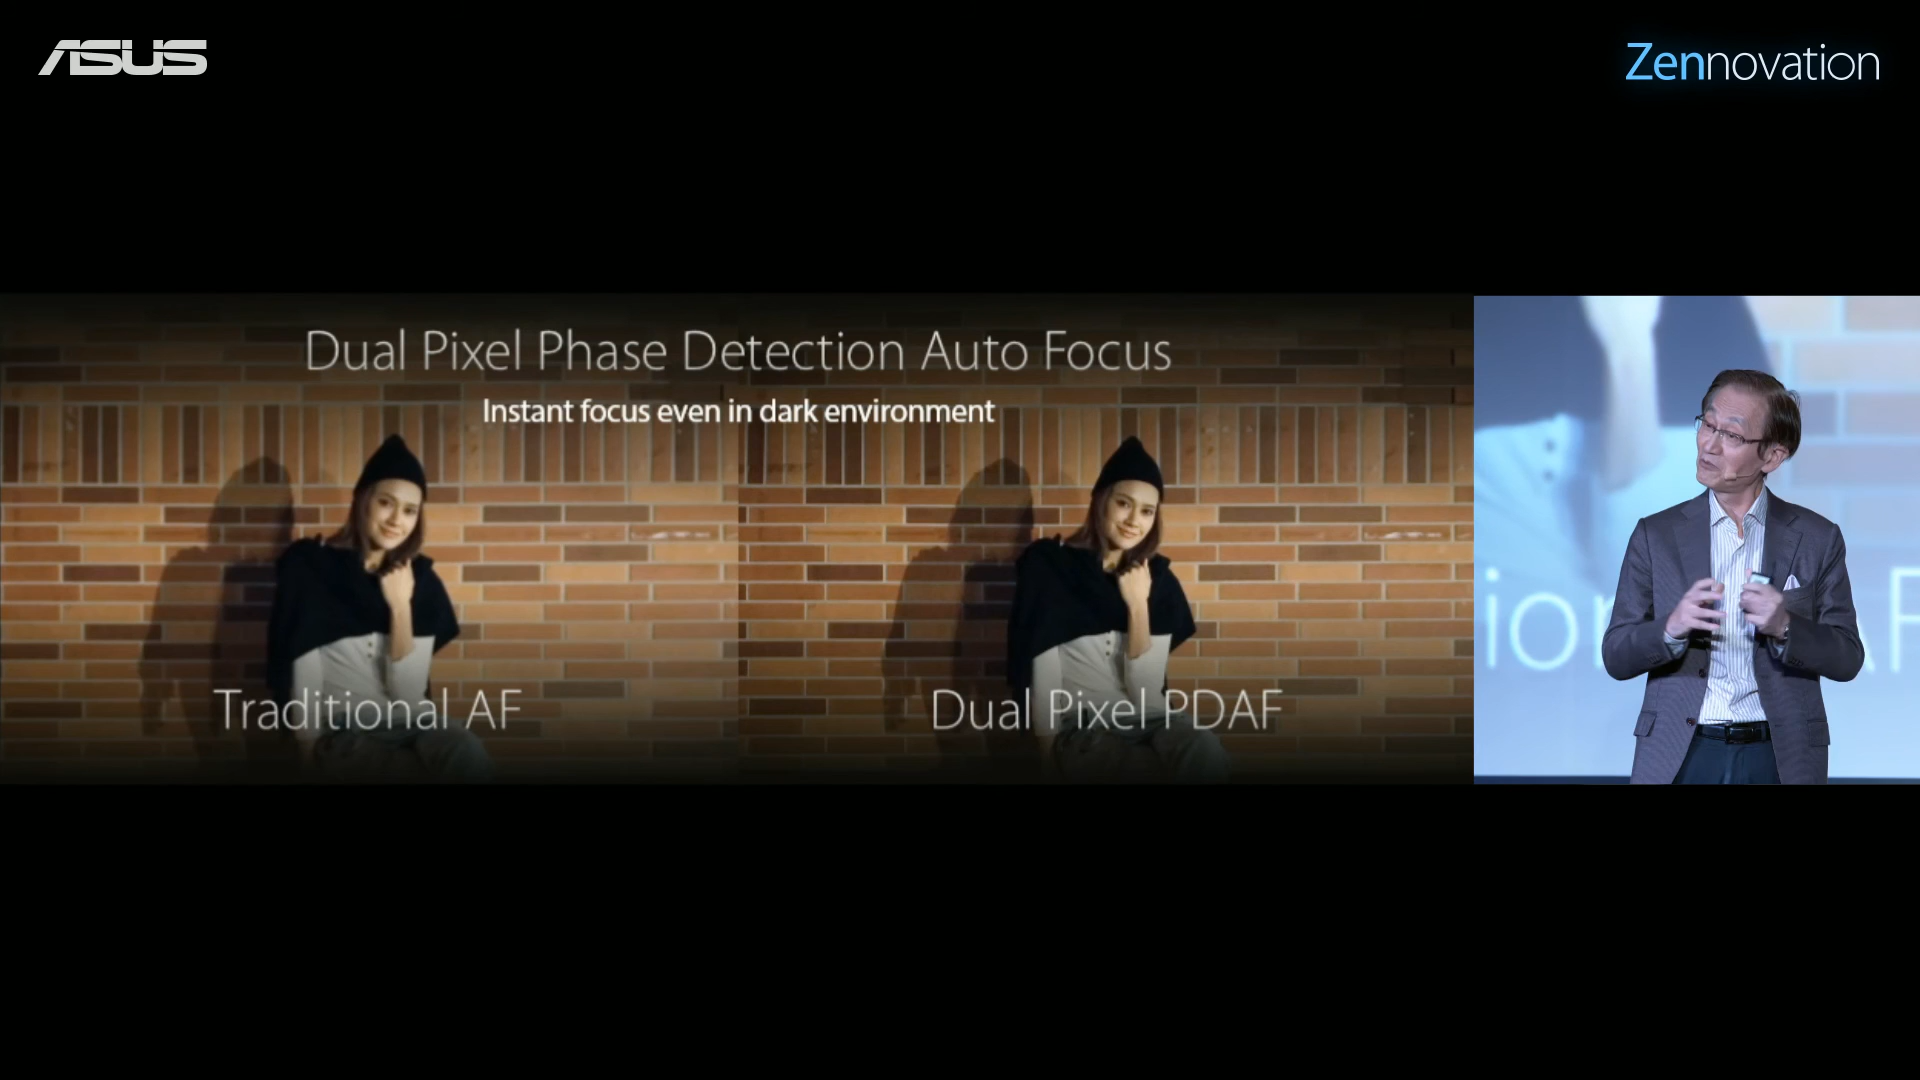 ASUS
Zennovation
Dual Pixel Phase Detection Auto Focus
Instant focus even in dark environment
Traditional AF
Dual Pixel PDAF